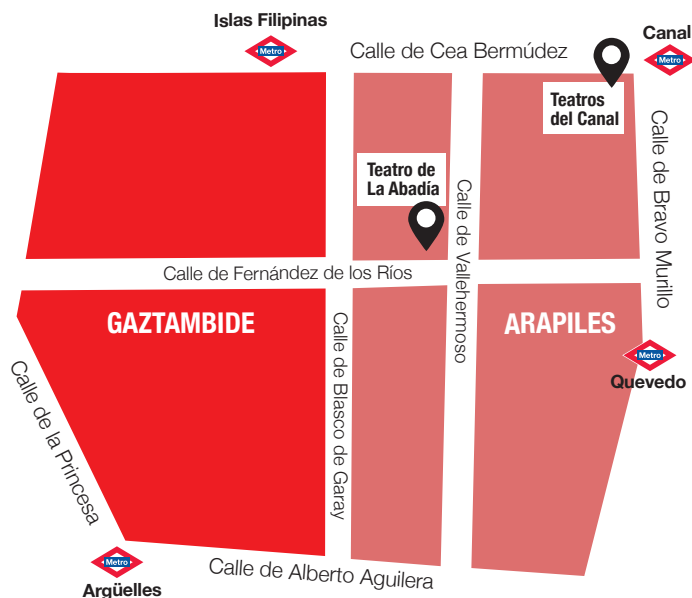 Islas Filipinas
Metro
Calle de Cea Bermúdez
Canal
Metro
Teatros
del Canal
Calle de Bravo Murillo
Teatro de
La Abadía
Calle de Vallehermoso
Calle de Fernández de los Ríos
GAZTAMBIDE
Calle de Blasco de Garay
ARAPILES
Metro
Quevedo
Calle de la Princesa
Metro
Argüelles
Calle de Alberto Aguilera